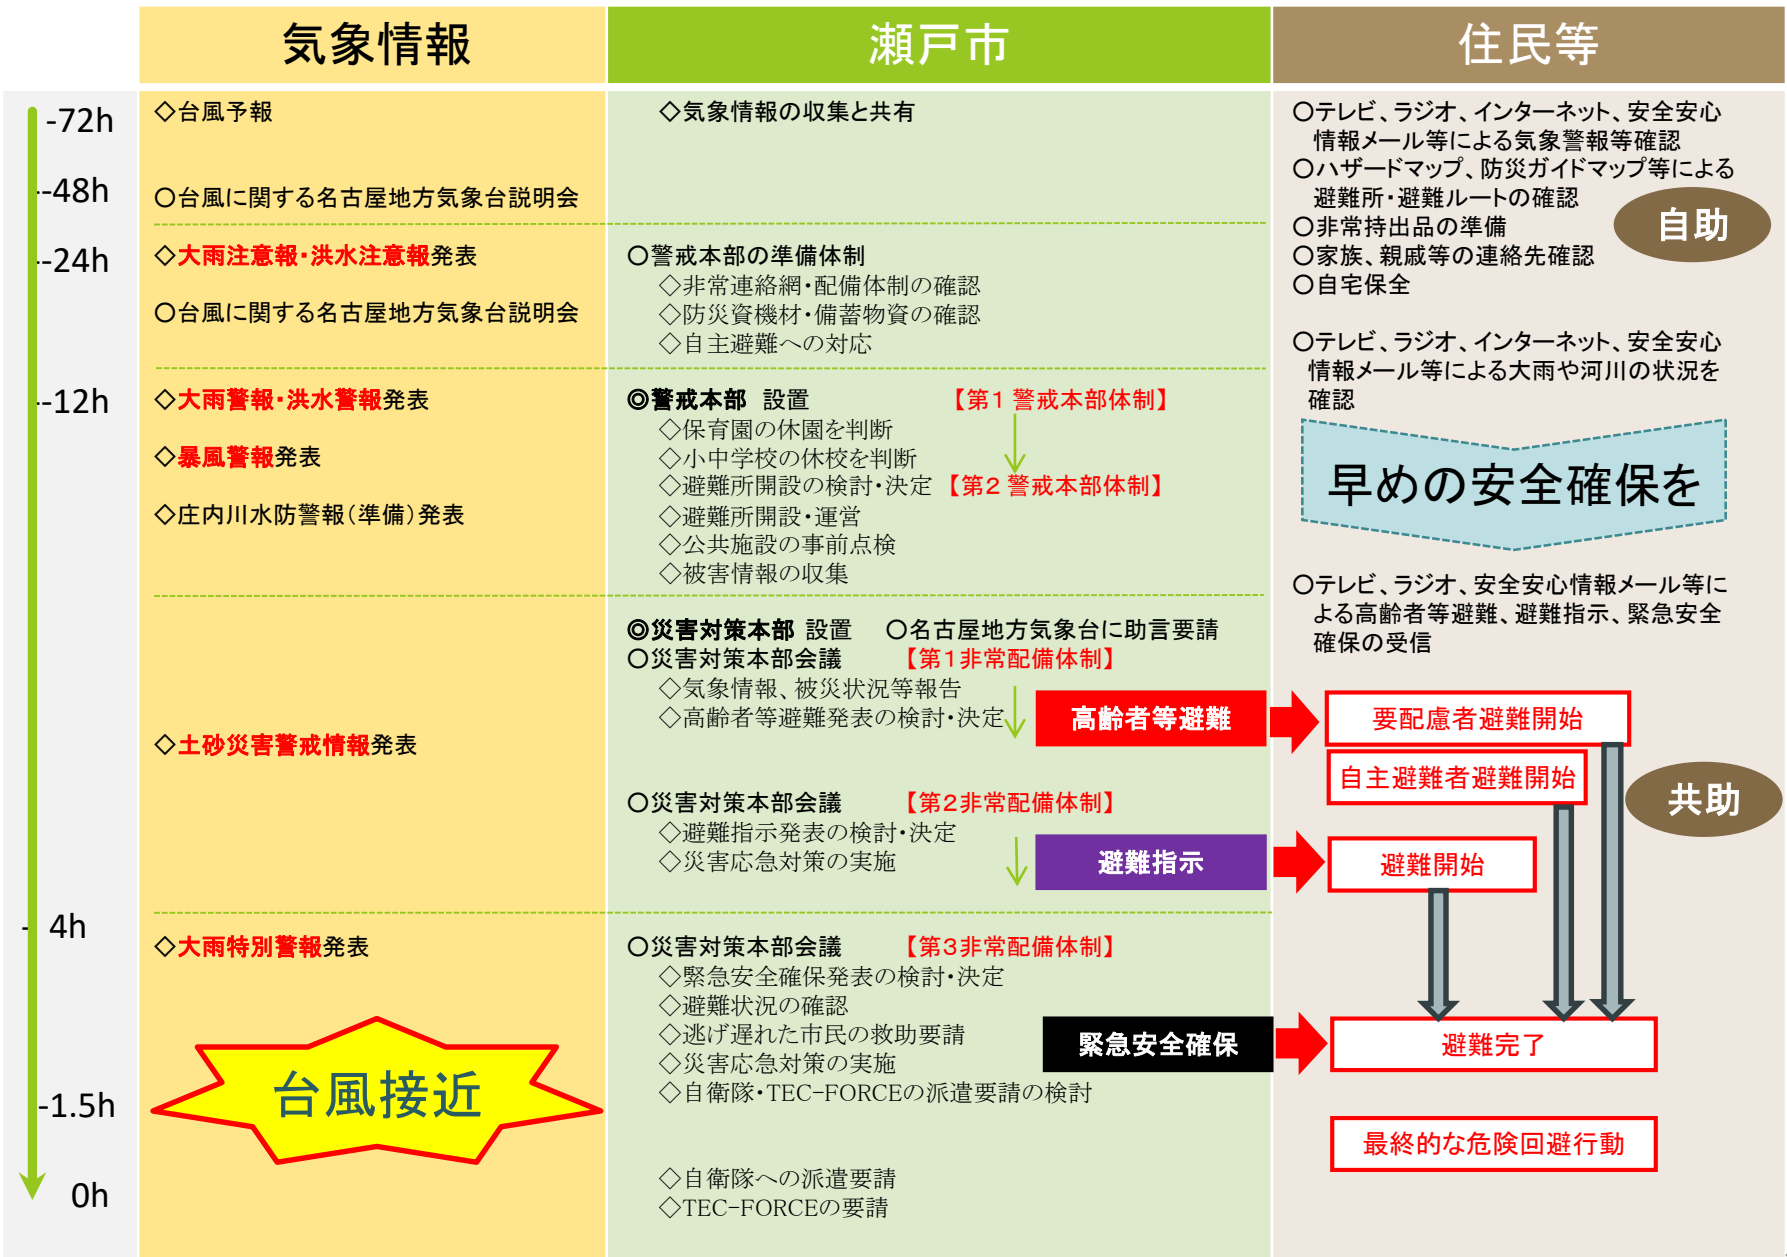 気象情報
瀬戸市
住民等
-72h
-48h
-24h
-12h
- 4h
-1.5h
0h
◇台風予報
○台風に関する名古屋地方気象台説明会
◇大雨注意報・洪水注意報発表
○台風に関する名古屋地方気象台説明会
◇大雨警報・洪水警報発表
◇暴風警報発表
◇庄内川水防警報(準備)発表
◇土砂災害警戒情報発表
◇大雨特別警報発表
台風接近
◇気象情報の収集と共有
○警戒本部の準備体制
◇非常連絡網・配備体制の確認
◇防災資機材・備蓄物資の確認
◇自主避難への対応
◎警戒本部 設置 【第1 警戒本部体制】
◇保育園の休園を判断
◇小中学校の休校を判断
◇避難所開設の検討・決定 【第2 警戒本部体制】
◇避難所開設・運営
◇公共施設の事前点検
◇被害情報の収集
◎災害対策本部 設置 ○名古屋地方気象台に助言要請
○災害対策本部会議 【第1非常配備体制】
◇気象情報、被災状況等報告
◇高齢者等避難発表の検討・決定
高齢者等避難
○災害対策本部会議 【第2非常配備体制】
◇避難指示発表の検討・決定
◇災害応急対策の実施
避難指示
○災害対策本部会議 【第3非常配備体制】
◇緊急安全確保発表の検討・決定
◇避難状況の確認
◇逃げ遅れた市民の救助要請
◇災害応急対策の実施
◇自衛隊・TEC-FORCEの派遣要請の検討
緊急安全確保
◇自衛隊への派遣要請
◇TEC-FORCEの要請
○テレビ、ラジオ、インターネット、安全安心
情報メール等による気象警報等確認
○ハザードマップ、防災ガイドマップ等による
避難所・避難ルートの確認
○非常持出品の準備
○家族、親戚等の連絡先確認
○自宅保全
自助
○テレビ、ラジオ、インターネット、安全安心
情報メール等による大雨や河川の状況を
確認
早めの安全確保を
○テレビ、ラジオ、安全安心情報メール等に
よる高齢者等避難、避難指示、緊急安全
確保の受信
要配慮者避難開始
自主避難者避難開始
共助
避難開始
避難完了
最終的な危険回避行動